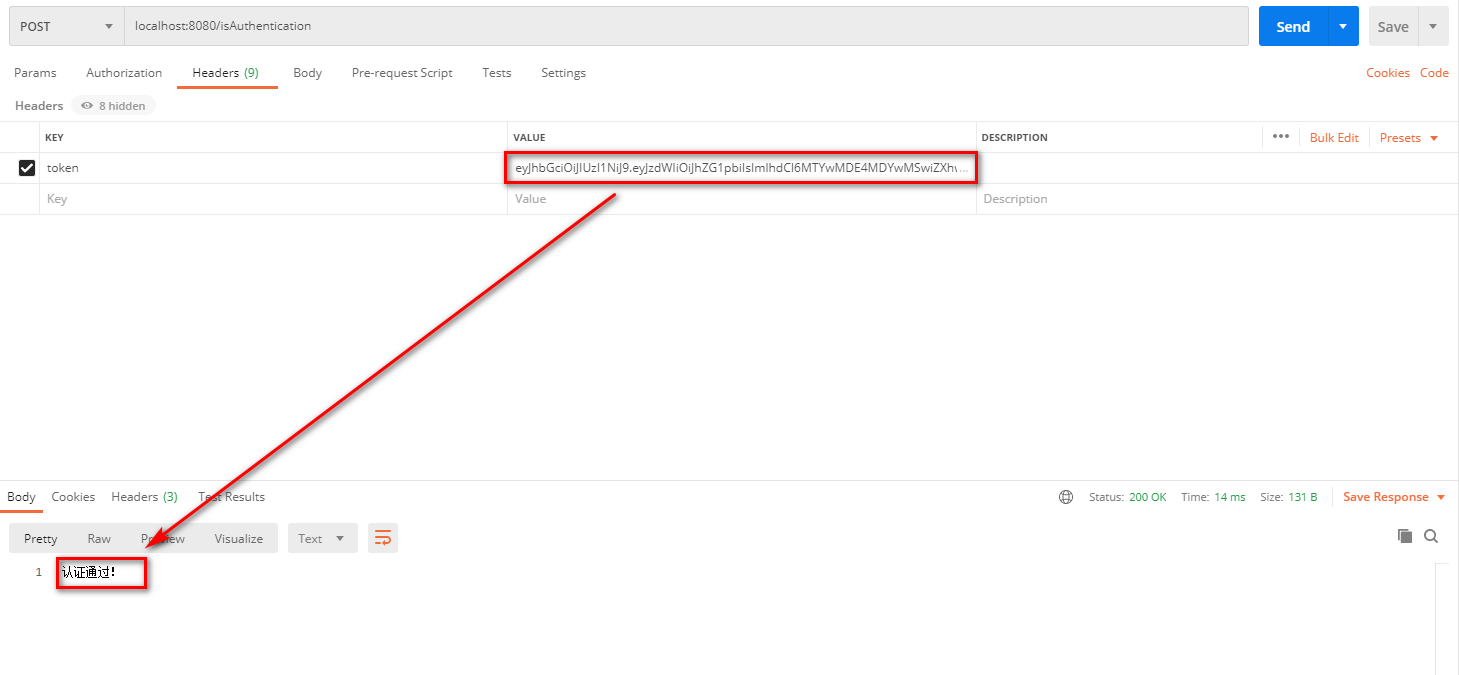 POST localhost:8080/isAuthentication Send Save
Params Authorization Headers (9) Body Pre-request Script Tests Settings Cookies Code
Headers 8 hidden
KEY VALUE DESCRIPTION ••• Bulk Edit Presets
token eyJhbGciOiJIUzI1NiJ9.eyJzdWIiOiJhZG1pbiIsImlhdCI6MTYwMDE4MDYwMSwiZXhw...
Key Value Description
Body Cookies Headers (3) Test Results Status: 200 OK Time: 14 ms Size: 131 B Save Response
Pretty Raw Preview Visualize Text
1 认证通过!